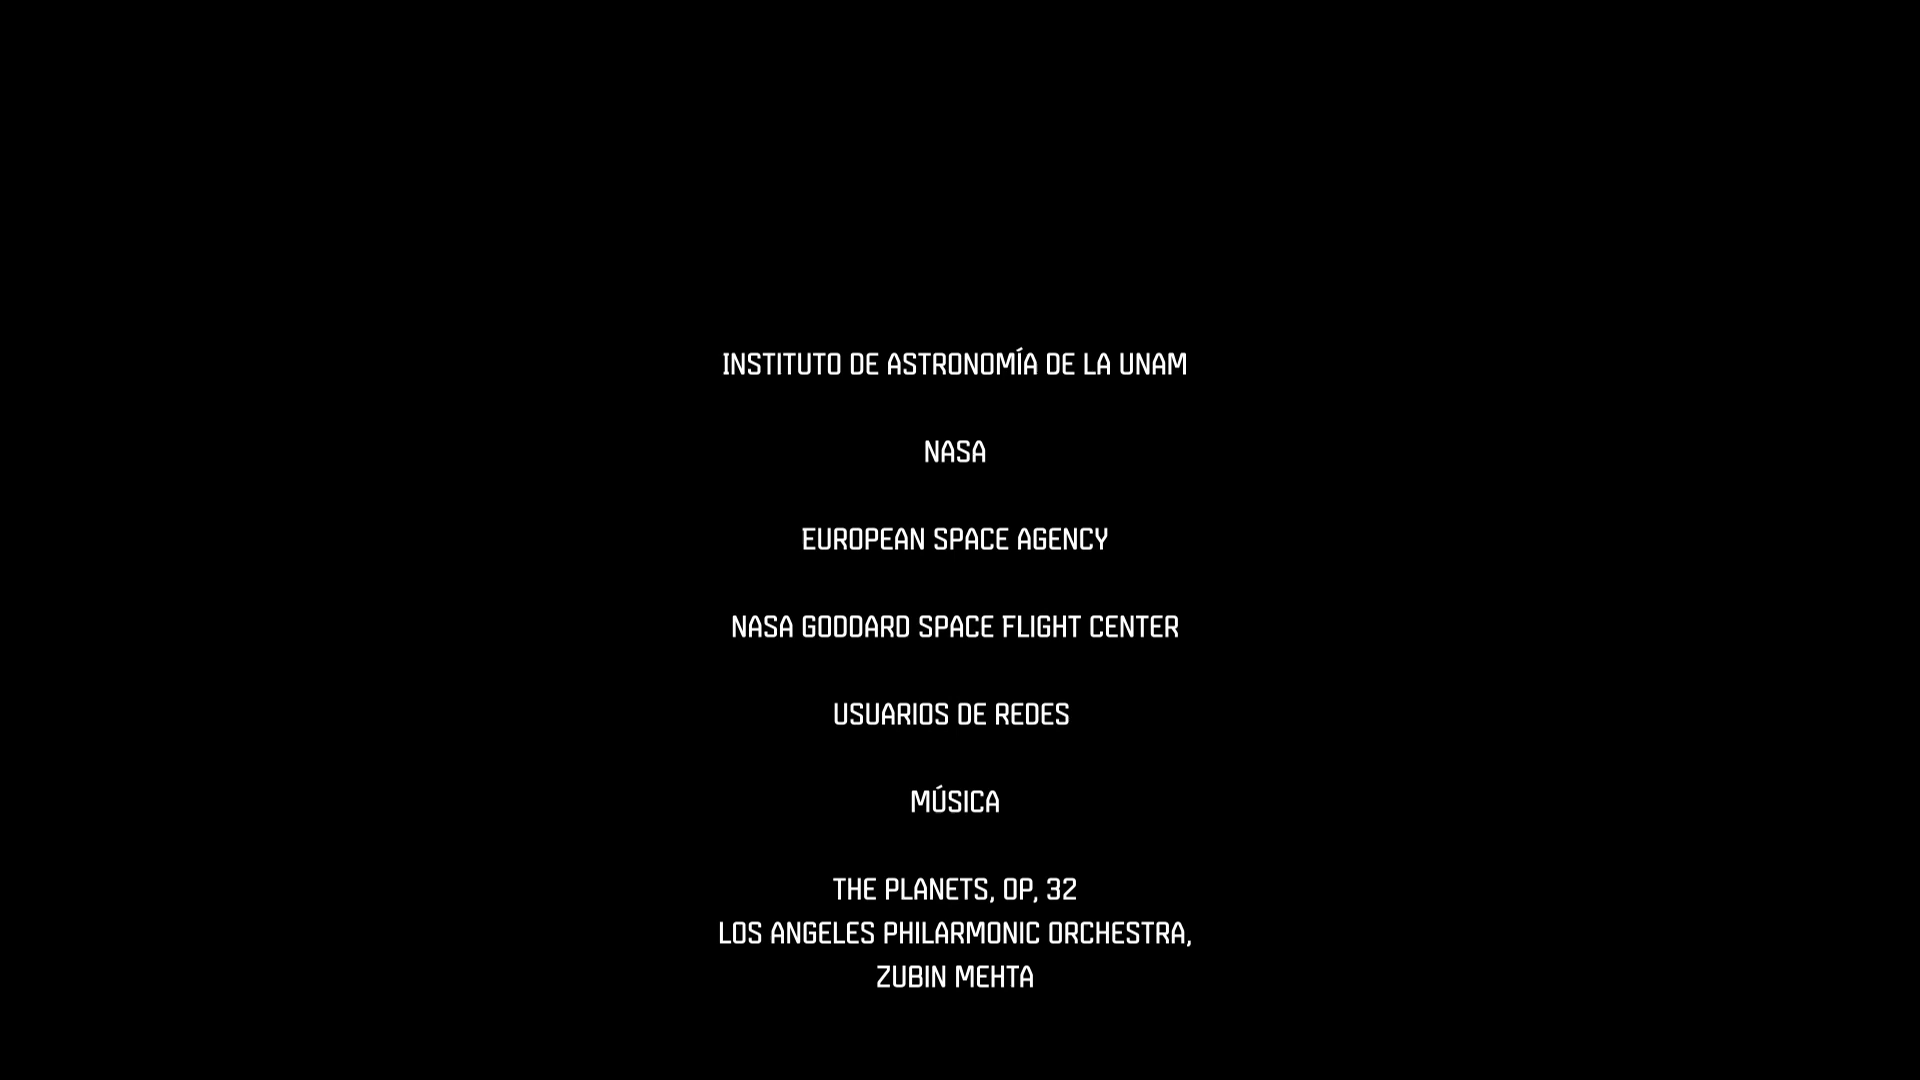 INSTITUTO DE ASTRONOMÍA DE LA UNAM
NASA
EUROPEAN SPACE AGENCY
NASA GODDARD SPACE FLIGHT CENTER
USUARIOS DE REDES
MÚSICA
THE PLANETS, OP, 32
LOS ANGELES PHILARMONIC ORCHESTRA,
ZUBIN MEHTA